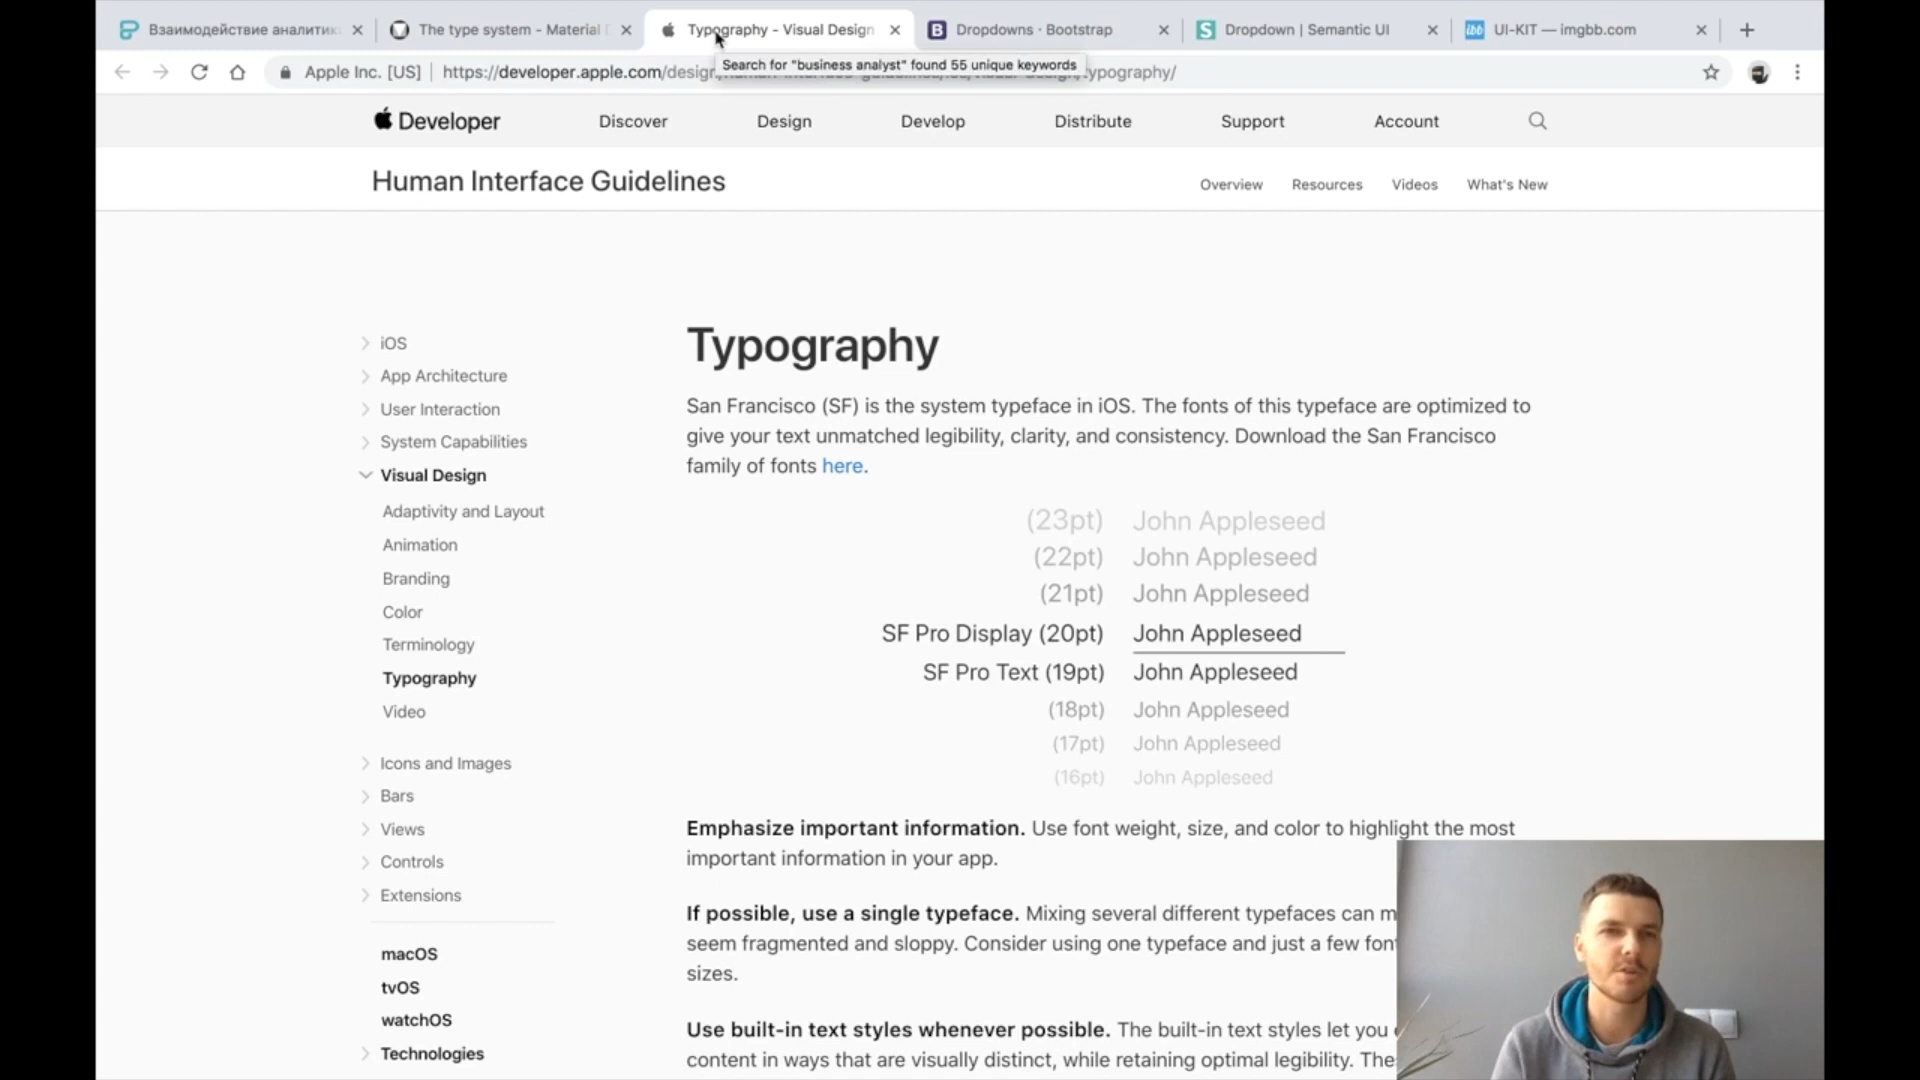 Взаимодействие аналитик
The type system - Material
Typography - Visual Design
Dropdowns · Bootstrap
Dropdown | Semantic UI
UI-KIT — imgbb.com
Search for "business analyst" found 55 unique keywords
Apple Inc. [US]
https://developer.apple.com/design typography/
Developer
Discover
Design
Develop
Distribute
Support
Account
Human Interface Guidelines
Overview
Resources
Videos
What's New
iOS
App Architecture
User Interaction
System Capabilities
Visual Design
Adaptivity and Layout
Animation
Branding
Color
Terminology
Typography
Video
Icons and Images
Bars
Views
Controls
Extensions
macOS
tvOS
watchOS
Technologies
Typography
San Francisco (SF) is the system typeface in iOS. The fonts of this typeface are optimized to
give your text unmatched legibility, clarity, and consistency. Download the San Francisco
family of fonts here.
(23pt) John Appleseed
(22pt) John Appleseed
(21pt) John Appleseed
SF Pro Display (20pt) John Appleseed
SF Pro Text (19pt) John Appleseed
(18pt) John Appleseed
(17pt) John Appleseed
(16pt) John Appleseed
Emphasize important information. Use font weight, size, and color to highlight the most
important information in your app.
If possible, use a single typeface. Mixing several different typefaces can m
seem fragmented and sloppy. Consider using one typeface and just a few fon
sizes.
Use built-in text styles whenever possible. The built-in text styles let you
content in ways that are visually distinct, while retaining optimal legibility. The